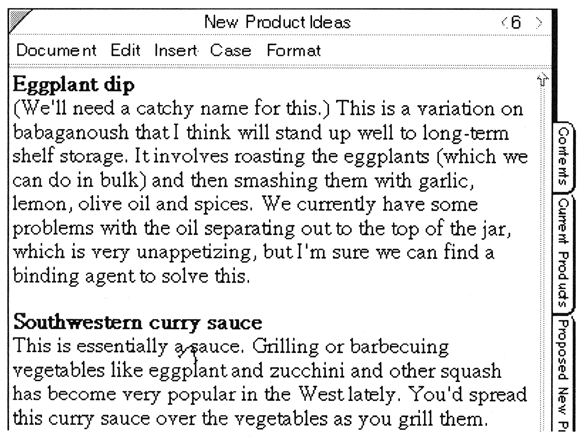 New Product Ideas
< 6 >
Document Edit Insert Case Format
Eggplant dip
(We'll need a catchy name for this.) This is a variation on
babaganoush that I think will stand up well to long-term
shelf storage. It involves roasting the eggplants (which we
can do in bulk) and then smashing them with garlic,
lemon, olive oil and spices. We currently have some
problems with the oil separating out to the top of the jar,
which is very unappetizing, but I'm sure we can find a
binding agent to solve this.
Southwestern curry sauce
This is essentially a sauce. Grilling or barbecuing
vegetables like eggplant and zucchini and other squash
has become very popular in the West lately. You'd spread
this curry sauce over the vegetables as you grill them.
Contents
Current Products
Proposed New Pr